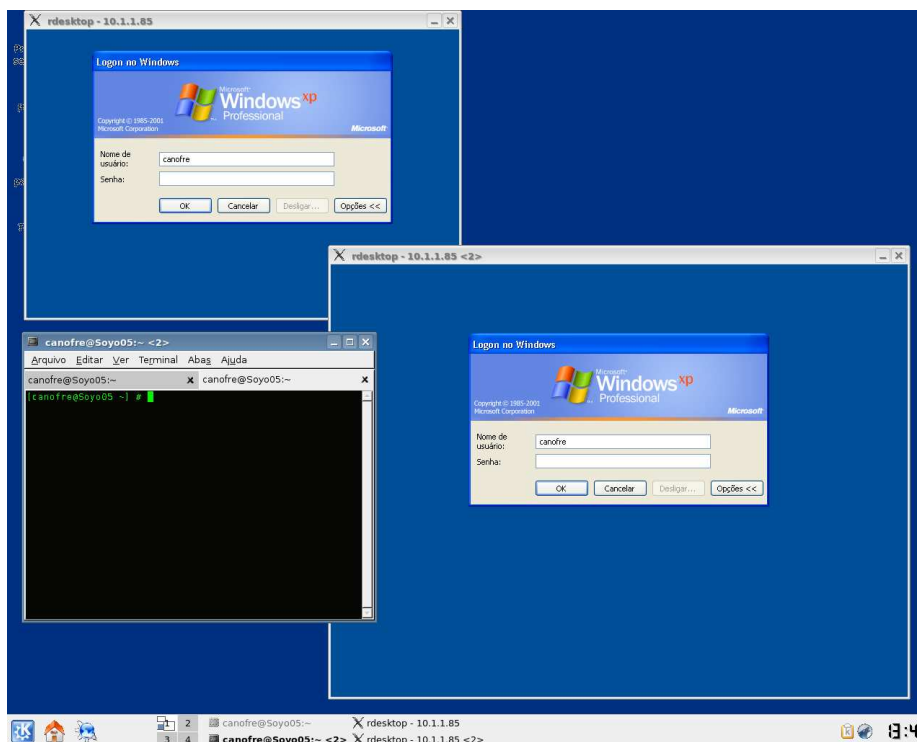 rdesktop - 10.1.1.85
Logon no Windows
Microsoft
Windows xp
Professional
Copyright © 1985-2001
Microsoft Corporation
Microsoft
Nome de usuário:
canofre
Senha:
OK Cancelar Desligar... Opções <<
rdesktop - 10.1.1.85 <2>
Logon no Windows
Microsoft
Windows xp
Professional
Copyright © 1985-2001
Microsoft Corporation
Microsoft
Nome de usuário:
canofre
Senha:
OK Cancelar Desligar... Opções <<
canofre@Soyo05:~ <2>
Arquivo Editar Ver Terminal Abas Ajuda
canofre@Soyo05:~ x canofre@Soyo05:~ x
[canofre@Soyo05 ~] #
1 2 canofre@Soyo05:~ rdesktop - 10.1.1.85
3 4 canofre@Soyo05:~ <2> rdesktop - 10.1.1.85 <2>